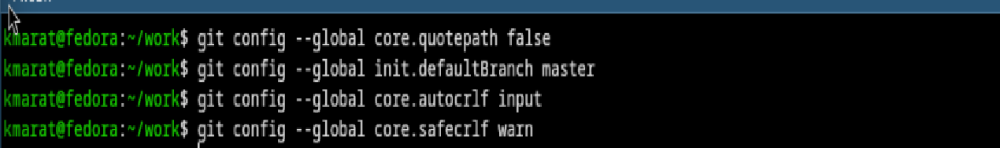 kmarat@fedora:~/work$ git config --global core.quotepath false
kmarat@fedora:~/work$ git config --global init.defaultBranch master
kmarat@fedora:~/work$ git config --global core.autocrlf input
kmarat@fedora:~/work$ git config --global core.safecrlf warn